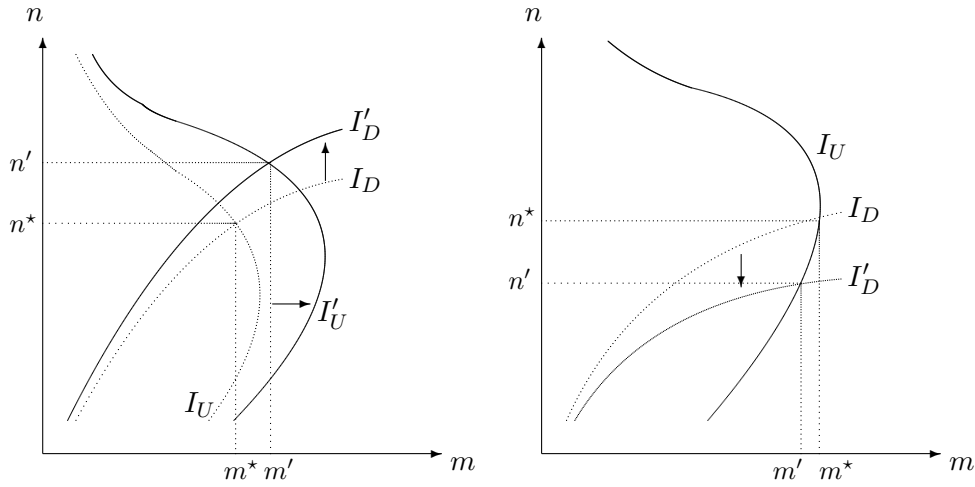 n
I′_D
n′
I_D
n⋆
I′_U
I_U
m⋆ m′
m
n
I_U
n⋆
I_D
n′
I′_D
m′ m⋆
m